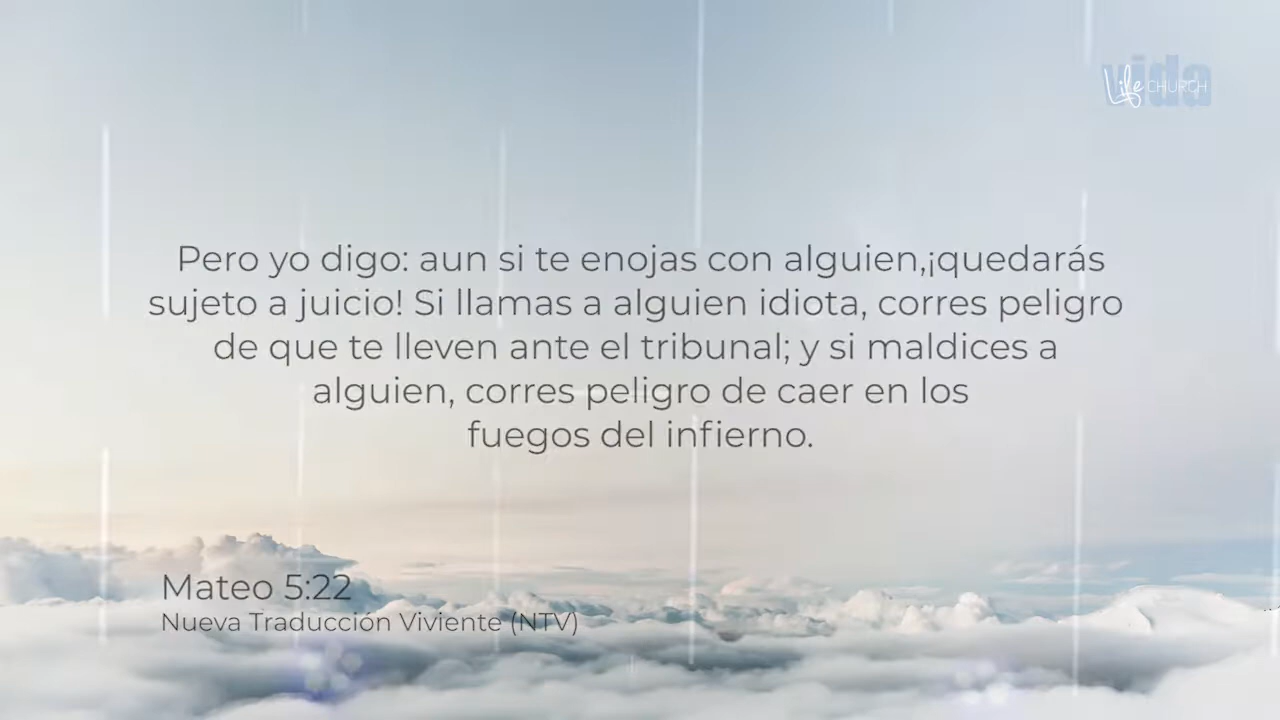 vida
Life CHURCH
Pero yo digo: aun si te enojas con alguien,¡quedarás
sujeto a juicio! Si llamas a alguien idiota, corres peligro
de que te lleven ante el tribunal; y si maldices a
alguien, corres peligro de caer en los
fuegos del infierno.
Mateo 5:22
Nueva Traducción Viviente (NTV)